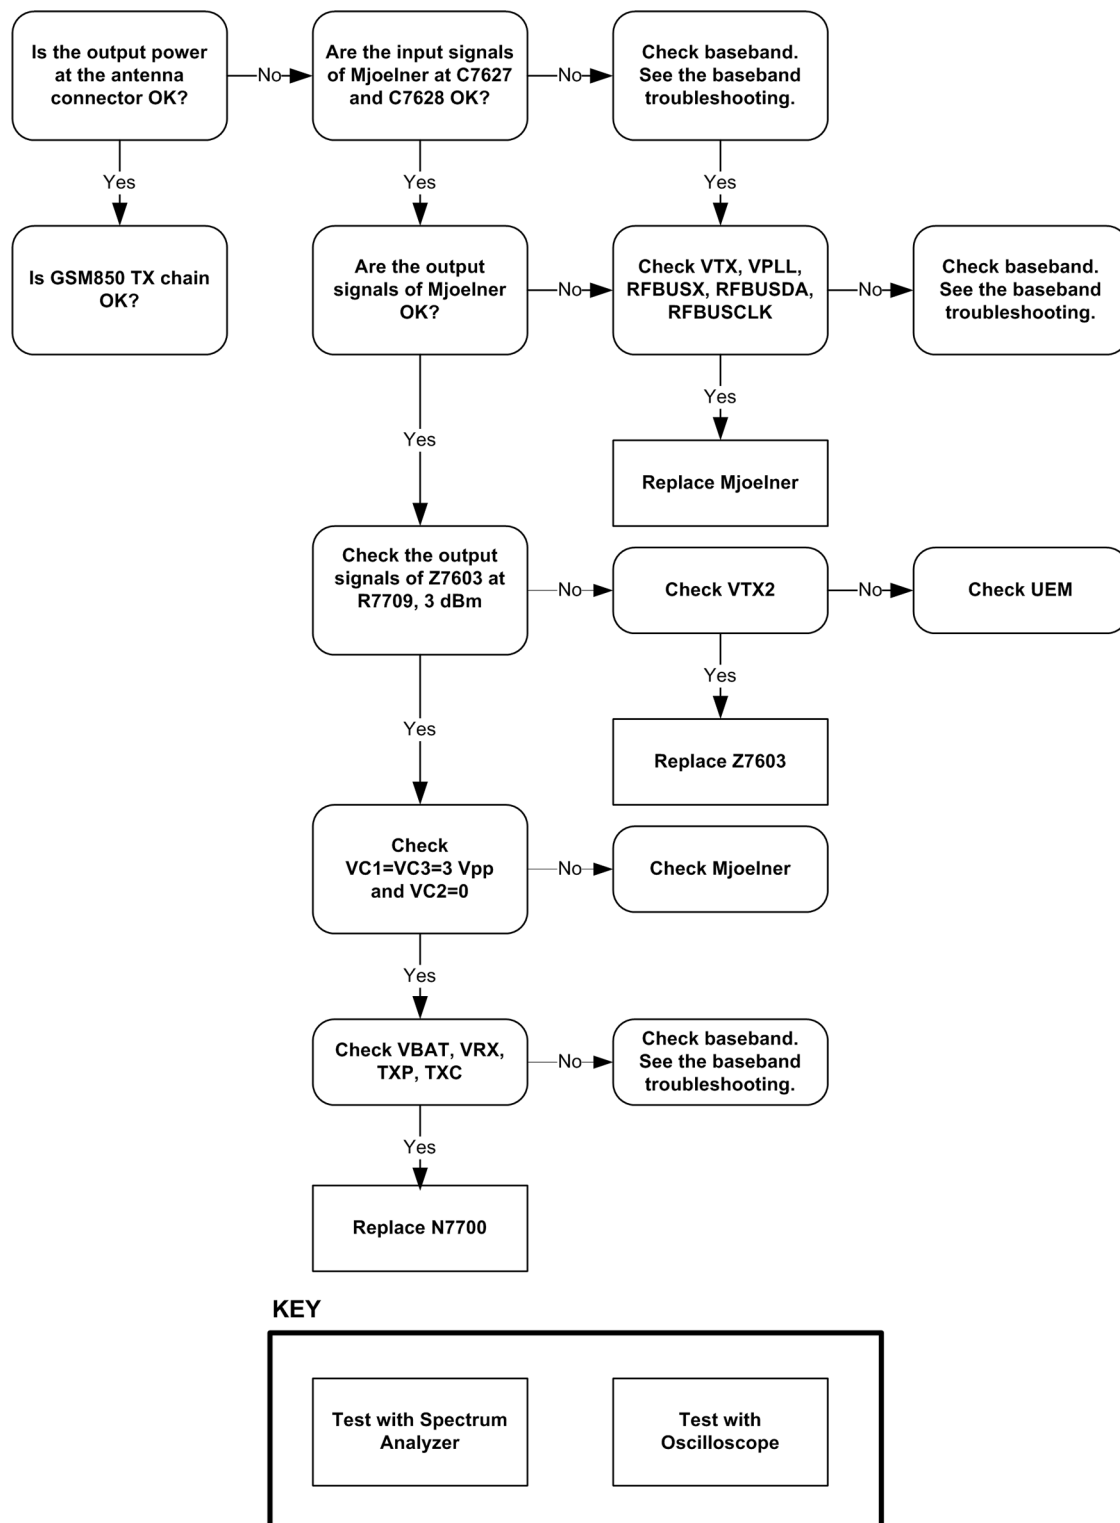 Is the output power
at the antenna
connector OK?
No
Are the input signals
of Mjoelner at C7627
and C7628 OK?
No
Check baseband.
See the baseband
troubleshooting.
Yes
Yes
Yes
Is GSM850 TX chain
OK?
Are the output
signals of Mjoelner
OK?
No
Check VTX, VPLL,
RFBUSX, RFBUSDA,
RFBUSCLK
No
Check baseband.
See the baseband
troubleshooting.
Yes
Yes
Replace Mjoelner
Check the output
signals of Z7603 at
R7709, 3 dBm
No
Check VTX2
No
Check UEM
Yes
Yes
Replace Z7603
Check
VC1=VC3=3 Vpp
and VC2=0
No
Check Mjoelner
Yes
Check VBAT, VRX,
TXP, TXC
No
Check baseband.
See the baseband
troubleshooting.
Yes
Replace N7700
KEY
Test with Spectrum
Analyzer
Test with
Oscilloscope